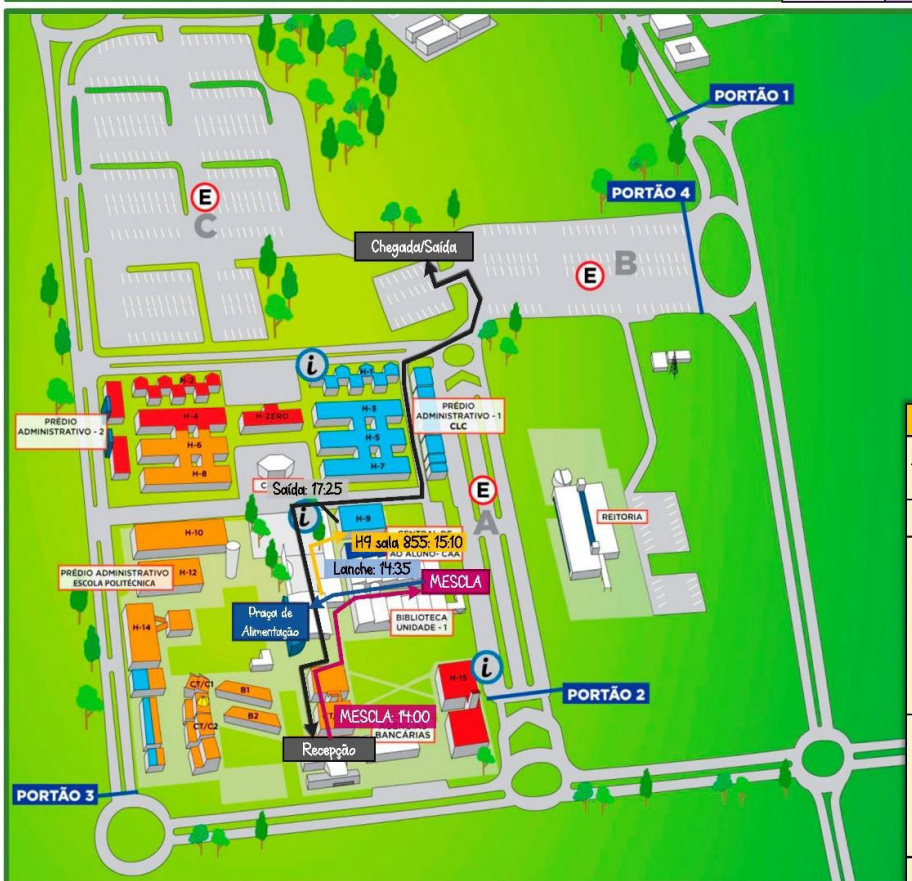 PORTÃO 1
PORTÃO 4
E
C
Chegada/Saída
E
B
i
H-2
H-1
H-4
H-ZERO
H-3
PRÉDIO
ADMINISTRATIVO - 2
PRÉDIO
ADMINISTRATIVO - 1
CLC
H-6
H-5
H-8
H-7
Saída: 17:25
E
A
REITORIA
i
H-9
H-10
CENTRAL DE
AO ALUNO- CAA
H9 sala 855: 15:10
Lanche: 14:35
MESCLA
PRÉDIO ADMINISTRATIVO
ESCOLA POLITÉCNICA
H-12
Praça de
Alimentação
BIBLIOTECA
UNIDADE - 1
H-14
i
H-15
CT/C1
B1
B2
CT/C2
PORTÃO 2
MESCLA: 14:00
BANCÁRIAS
Recepção
PORTÃO 3